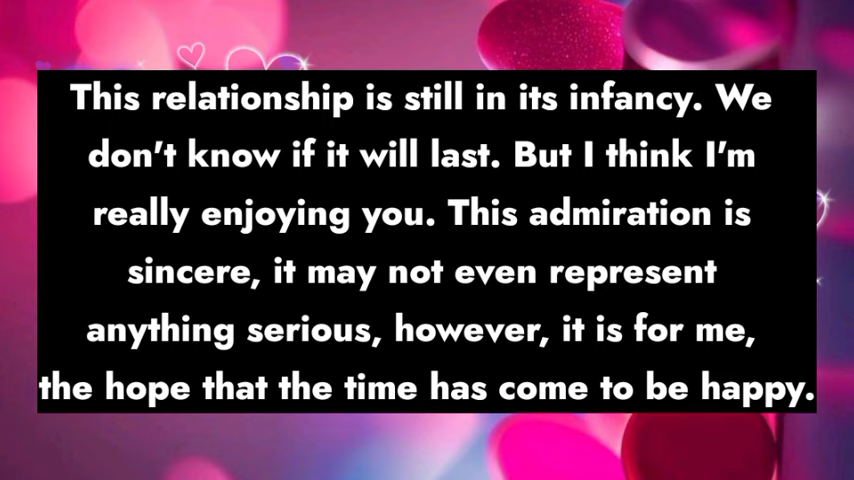 This relationship is still in its infancy. We
don't know if it will last. But I think I'm
really enjoying you. This admiration is
sincere, it may not even represent
anything serious, however, it is for me,
the hope that the time has come to be happy.